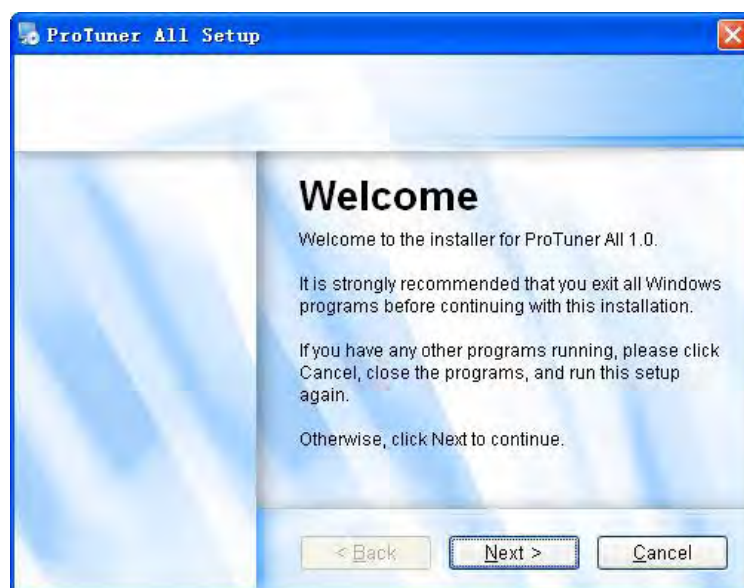 ProTuner All Setup
Welcome
Welcome to the installer for ProTuner All 1.0.
It is strongly recommended that you exit all Windows
programs before continuing with this installation.
If you have any other programs running, please click
Cancel, close the programs, and run this setup
again.
Otherwise, click Next to continue.
< Back Next > Cancel